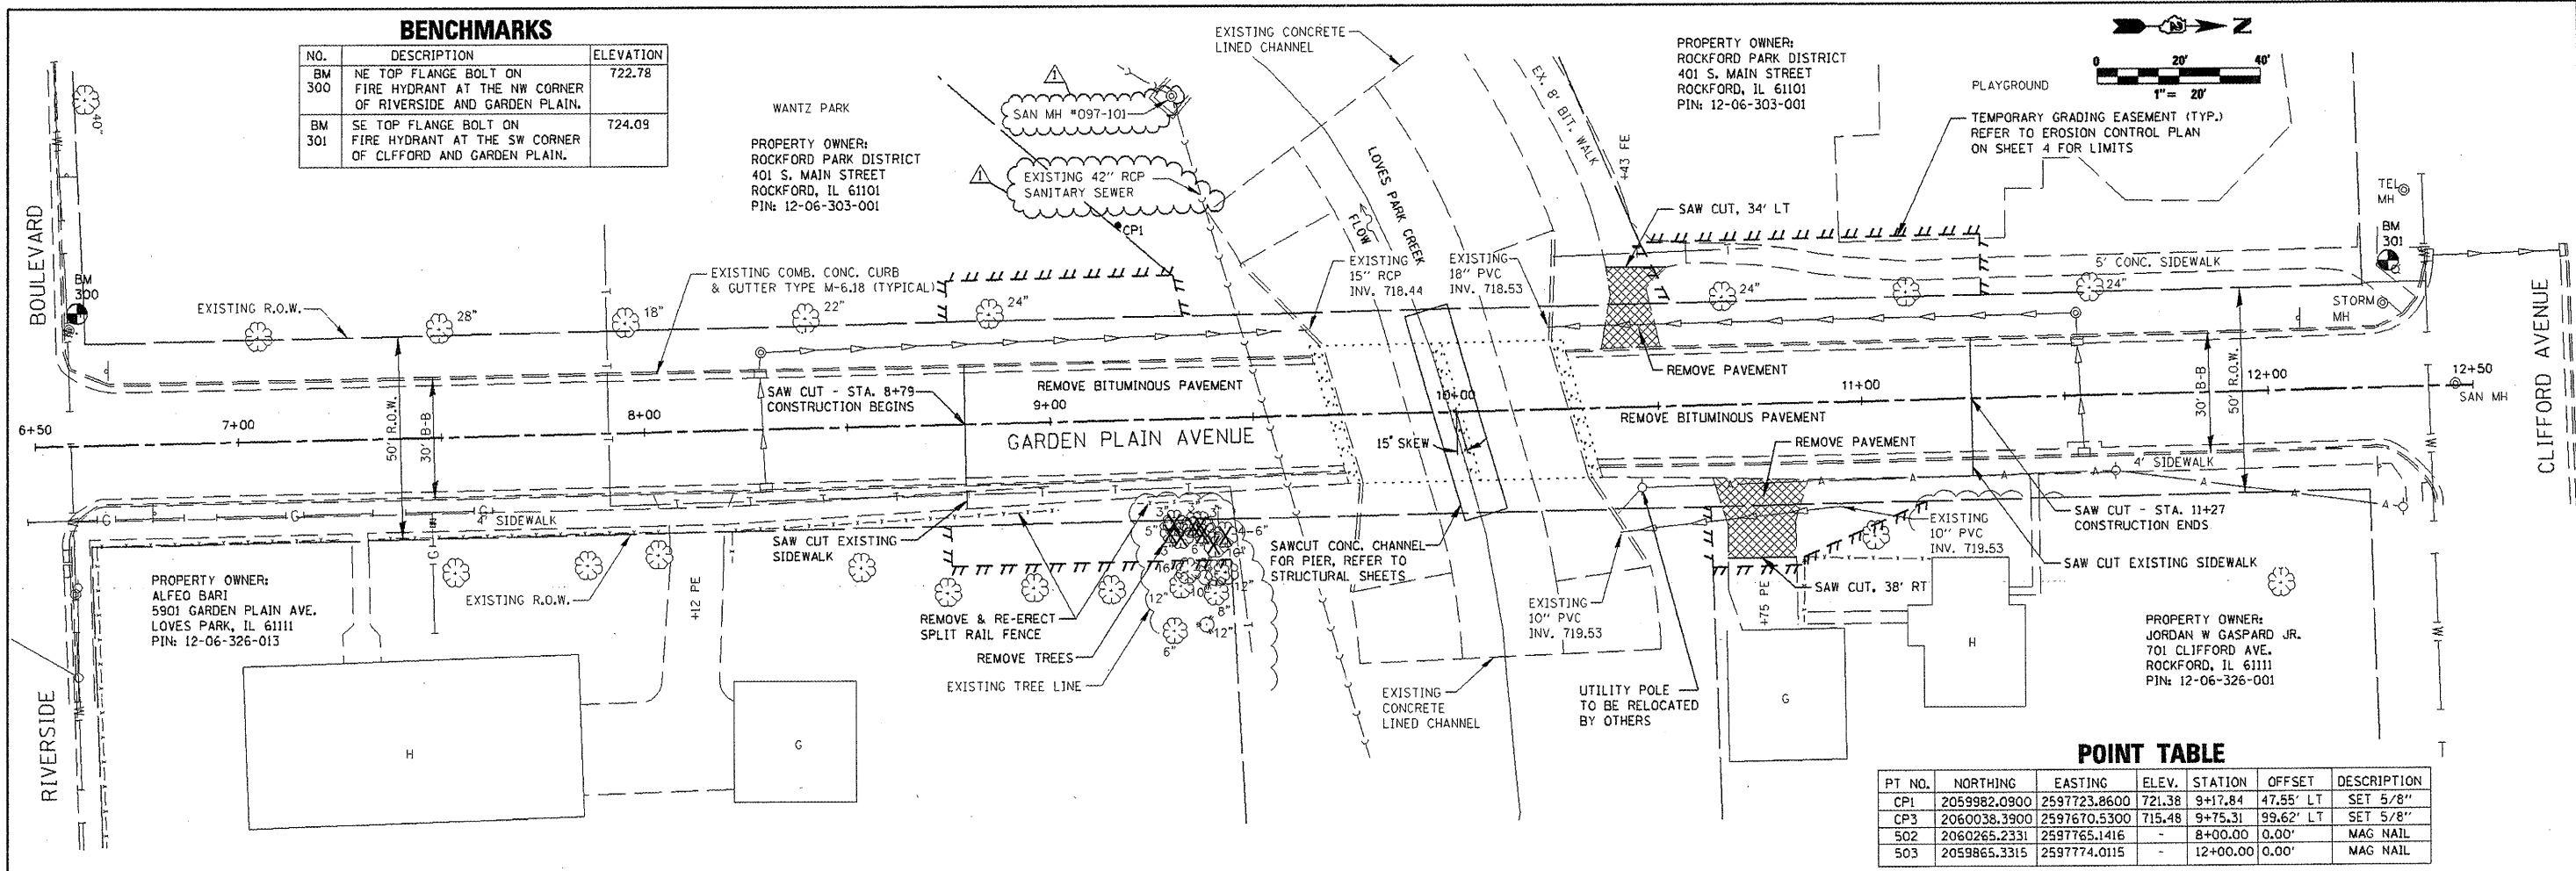 BENCHMARKS
NO. DESCRIPTION ELEVATION
BM 300 NE TOP FLANGE BOLT ON 722.78
FIRE HYDRANT AT THE NW CORNER
OF RIVERSIDE AND GARDEN PLAIN.
BM 301 SE TOP FLANGE BOLT ON 724.09
FIRE HYDRANT AT THE SW CORNER
OF CLFFORD AND GARDEN PLAIN.
40"
WANTZ PARK
PROPERTY OWNER:
ROCKFORD PARK DISTRICT
401 S. MAIN STREET
ROCKFORD, IL 61101
PIN: 12-06-303-001
1
SAN MH #097-101
1
EXISTING 42" RCP
SANITARY SEWER
CP1
EXISTING CONCRETE
LINED CHANNEL
EX. 8' BIT. WALK
LOVES PARK CREEK
FLOW
PROPERTY OWNER:
ROCKFORD PARK DISTRICT
401 S. MAIN STREET
ROCKFORD, IL 61101
PIN: 12-06-303-001
+43 FE
SAW CUT, 34' LT
N
0 20' 40'
1"= 20'
PLAYGROUND
TEMPORARY GRADING EASEMENT (TYP.)
REFER TO EROSION CONTROL PLAN
ON SHEET 4 FOR LIMITS
TEL
MH
BM
301
5' CONC. SIDEWALK
STORM
MH
BOULEVARD
BM
300
EXISTING R.O.W.
28"
18"
22"
24"
EXISTING COMB. CONC. CURB
& GUTTER TYPE M-6.18 (TYPICAL)
EXISTING
15" RCP
INV. 718.44
EXISTING
18" PVC
INV. 718.53
24"
24"
REMOVE PAVEMENT
SAW CUT - STA. 8+79
CONSTRUCTION BEGINS
REMOVE BITUMINOUS PAVEMENT
6+50
7+00
8+00
9+00
10+00
11+00
12+00
12+50
SAN MH
50' R.O.W.
30' B-B
GARDEN PLAIN AVENUE
15° SKEW
REMOVE BITUMINOUS PAVEMENT
REMOVE PAVEMENT
30' B-B
50' R.O.W.
CLIFFORD AVENUE
4' SIDEWALK
4' SIDEWALK
SAW CUT EXISTING
SIDEWALK
SAWCUT CONC. CHANNEL
FOR PIER, REFER TO
STRUCTURAL SHEETS
EXISTING
10" PVC
INV. 719.53
SAW CUT - STA. 11+27
CONSTRUCTION ENDS
SAW CUT EXISTING SIDEWALK
SAW CUT, 38' RT
PROPERTY OWNER:
ALFEO BARI
5901 GARDEN PLAIN AVE.
LOVES PARK, IL 61111
PIN: 12-06-326-013
EXISTING R.O.W.
+12 PE
REMOVE & RE-ERECT
SPLIT RAIL FENCE
REMOVE TREES
EXISTING TREE LINE
12"
8"
12"
6"
12"
EXISTING
10" PVC
INV. 719.53
EXISTING
CONCRETE
LINED CHANNEL
UTILITY POLE
TO BE RELOCATED
BY OTHERS
+75 PE
PROPERTY OWNER:
JORDAN W GASPARD JR.
701 CLIFFORD AVE.
ROCKFORD, IL 61111
PIN: 12-06-326-001
RIVERSIDE
H
G
G
H
POINT TABLE
PT NO. NORTHING EASTING ELEV. STATION OFFSET DESCRIPTION
CP1 2059982.0900 2597723.8600 721.38 9+17.84 47.55' LT SET 5/8"
CP3 2060038.3900 2597670.5300 715.48 9+75.31 99.62' LT SET 5/8"
502 2060265.2331 2597765.1416 - 8+00.00 0.00' MAG NAIL
503 2059865.3315 2597774.0115 - 12+00.00 0.00' MAG NAIL